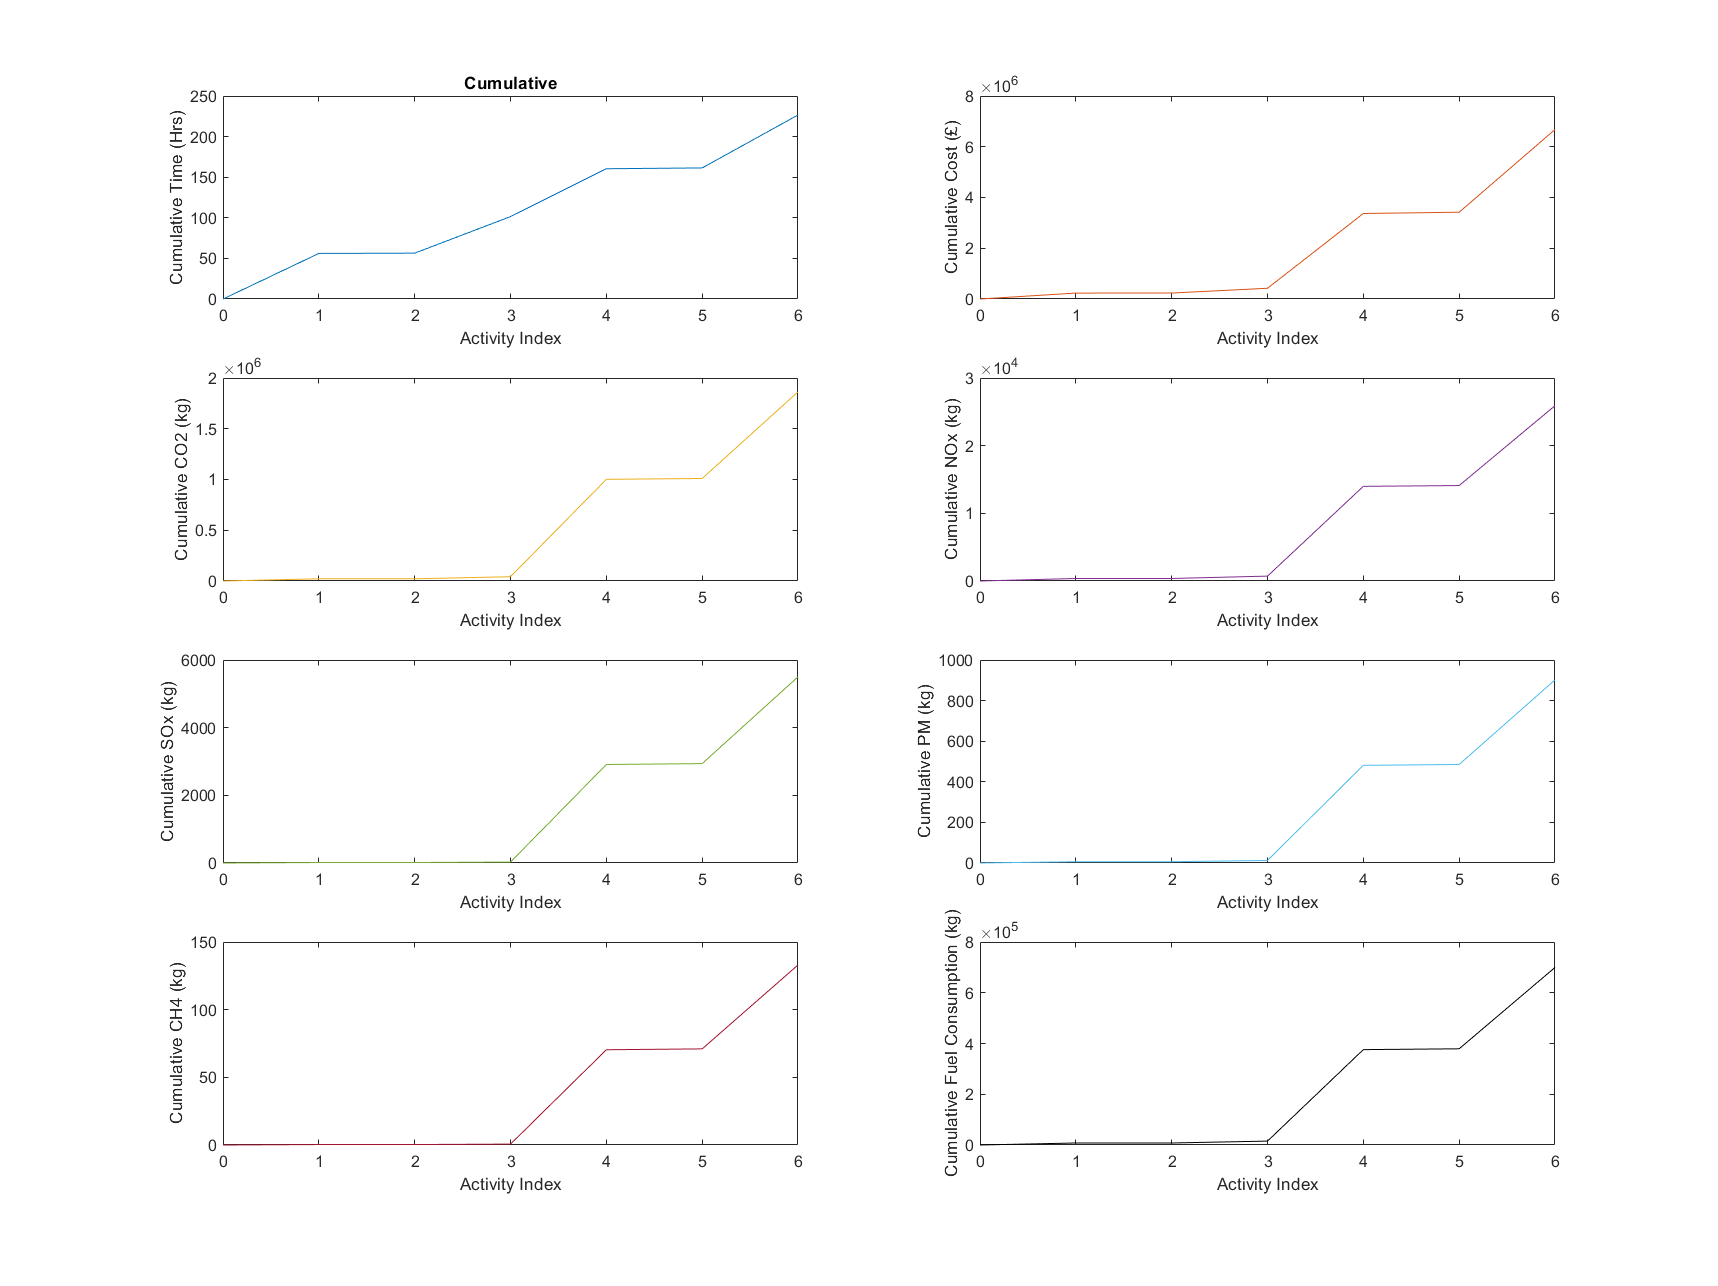 Cumulative
250
200
150
100
50
0
Cumulative Time (Hrs)
0 1 2 3 4 5 6
Activity Index
×10^6
8
6
4
2
0
Cumulative Cost (£)
0 1 2 3 4 5 6
Activity Index
×10^6
2
1.5
1
0.5
0
Cumulative CO2 (kg)
0 1 2 3 4 5 6
Activity Index
×10^4
3
2
1
0
Cumulative NOx (kg)
0 1 2 3 4 5 6
Activity Index
6000
4000
2000
0
Cumulative SOx (kg)
0 1 2 3 4 5 6
Activity Index
1000
800
600
400
200
0
Cumulative PM (kg)
0 1 2 3 4 5 6
Activity Index
150
100
50
0
Cumulative CH4 (kg)
0 1 2 3 4 5 6
Activity Index
×10^5
8
6
4
2
0
Cumulative Fuel Consumption (kg)
0 1 2 3 4 5 6
Activity Index